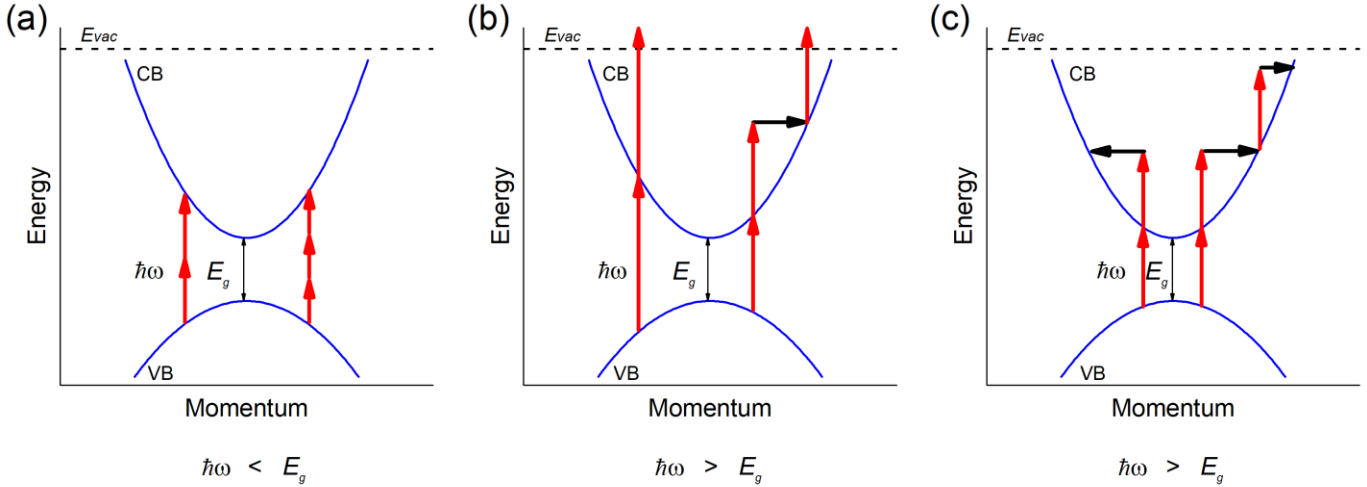 (a)
Evac
CB
Energy
ħω
Eg
VB
Momentum
ħω < Eg
(b)
Evac
CB
Energy
ħω
Eg
VB
Momentum
ħω > Eg
(c)
Evac
CB
Energy
ħω
Eg
VB
Momentum
ħω > Eg